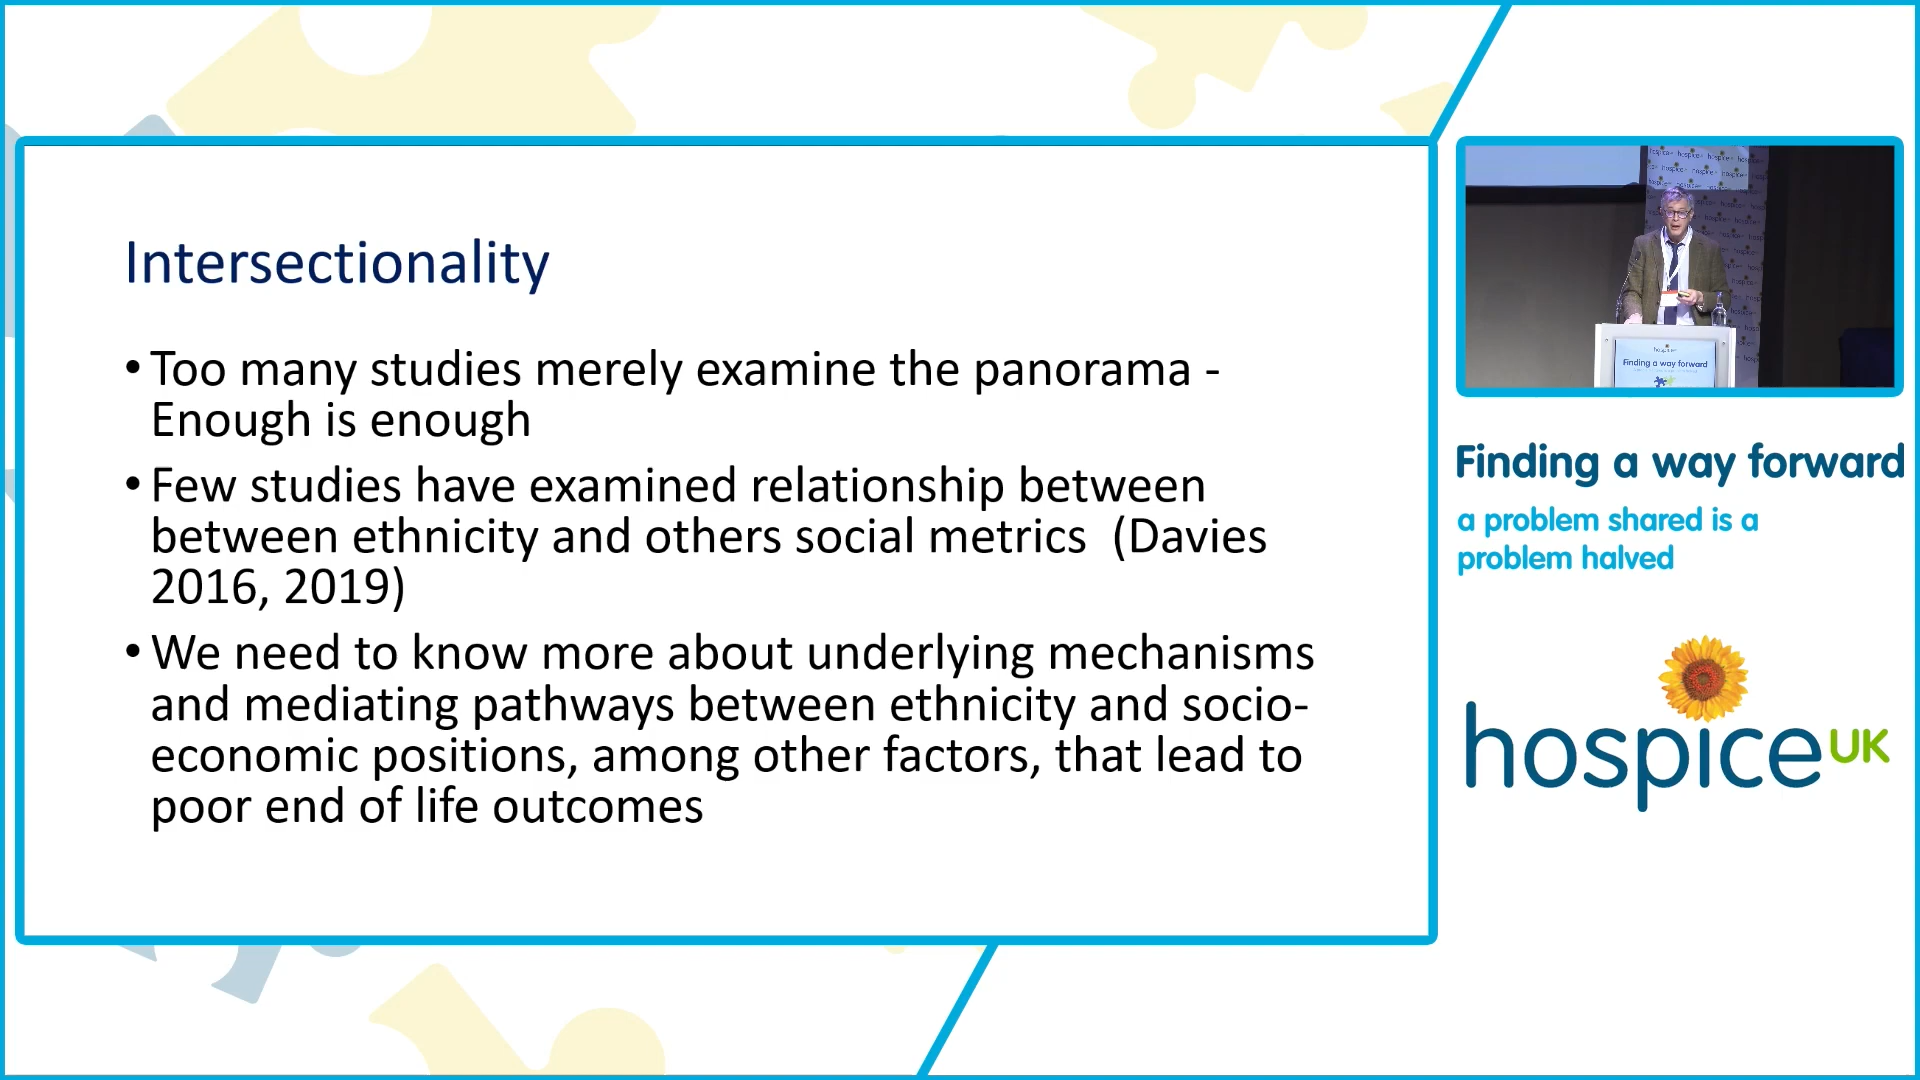 Intersectionality
• Too many studies merely examine the panorama -
Enough is enough
• Few studies have examined relationship between
between ethnicity and others social metrics (Davies
2016, 2019)
• We need to know more about underlying mechanisms
and mediating pathways between ethnicity and socio-
economic positions, among other factors, that lead to
poor end of life outcomes
Finding a way forward
Finding a way forward
a problem shared is a
problem halved
hospice UK